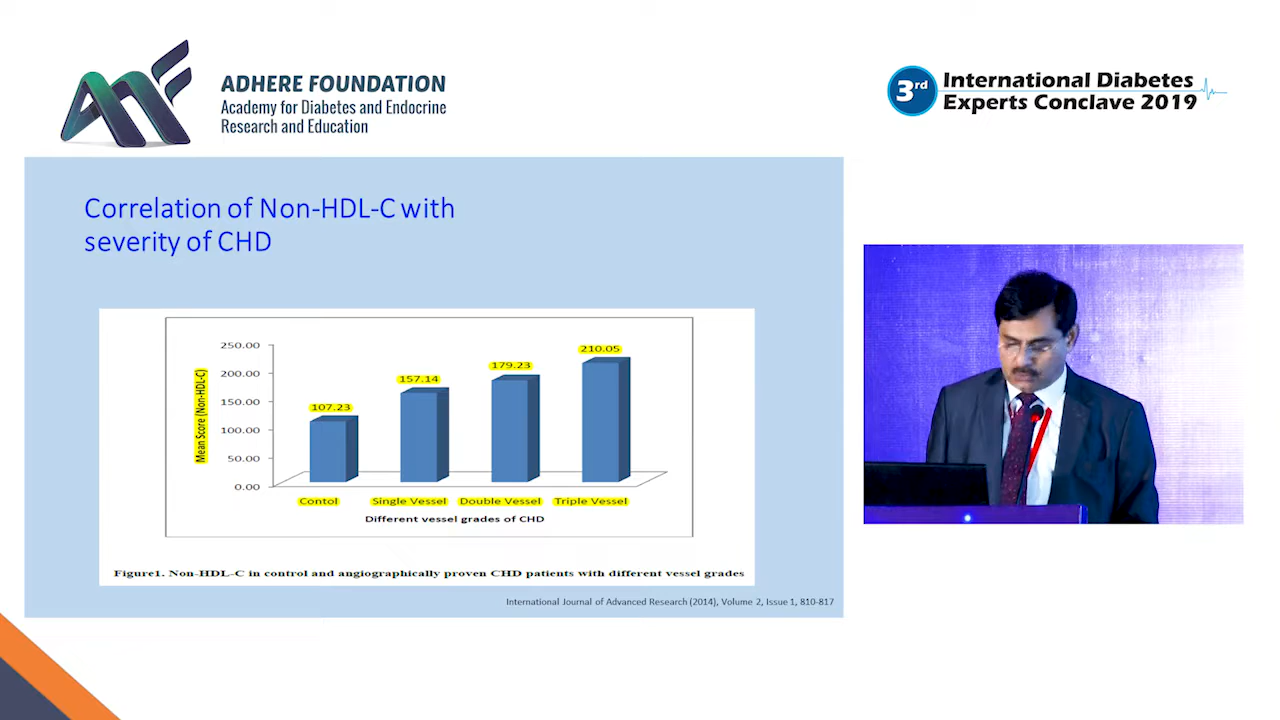 ADHERE FOUNDATION
Academy for Diabetes and Endocrine
Research and Education
3rd
International Diabetes
Experts Conclave 2019
Correlation of Non-HDL-C with
severity of CHD
Mean Score (Non-HDL-C)
250.00
200.00
150.00
100.00
50.00
0.00
107.23
157.14
179.23
210.05
Contol
Single Vessel
Double Vessel
Triple Vessel
Different vessel grades of CHD
Figure1. Non-HDL-C in control and angiographically proven CHD patients with different vessel grades
International Journal of Advanced Research (2014), Volume 2, Issue 1, 810-817